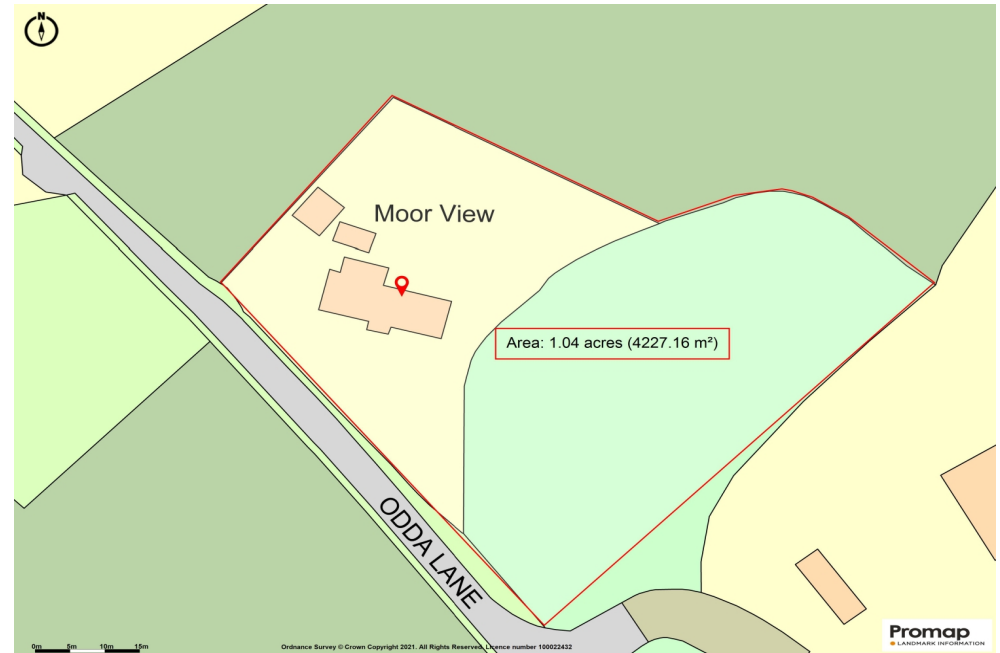 N
Moor View
Area: 1.04 acres (4227.16 m²)
ODDA LANE
0m 5m 10m 15m
Ordnance Survey © Crown Copyright 2021. All Rights Reserved. Licence number 100022432
Promap
LANDMARK INFORMATION